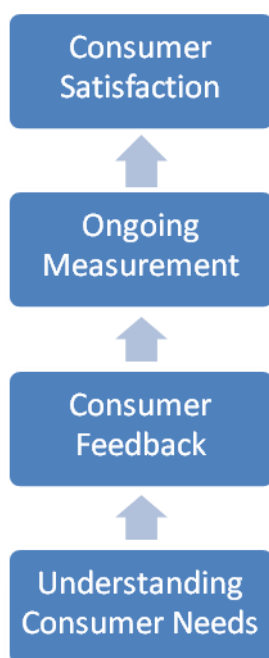 Consumer
Satisfaction
Ongoing
Measurement
Consumer
Feedback
Understanding
Consumer Needs